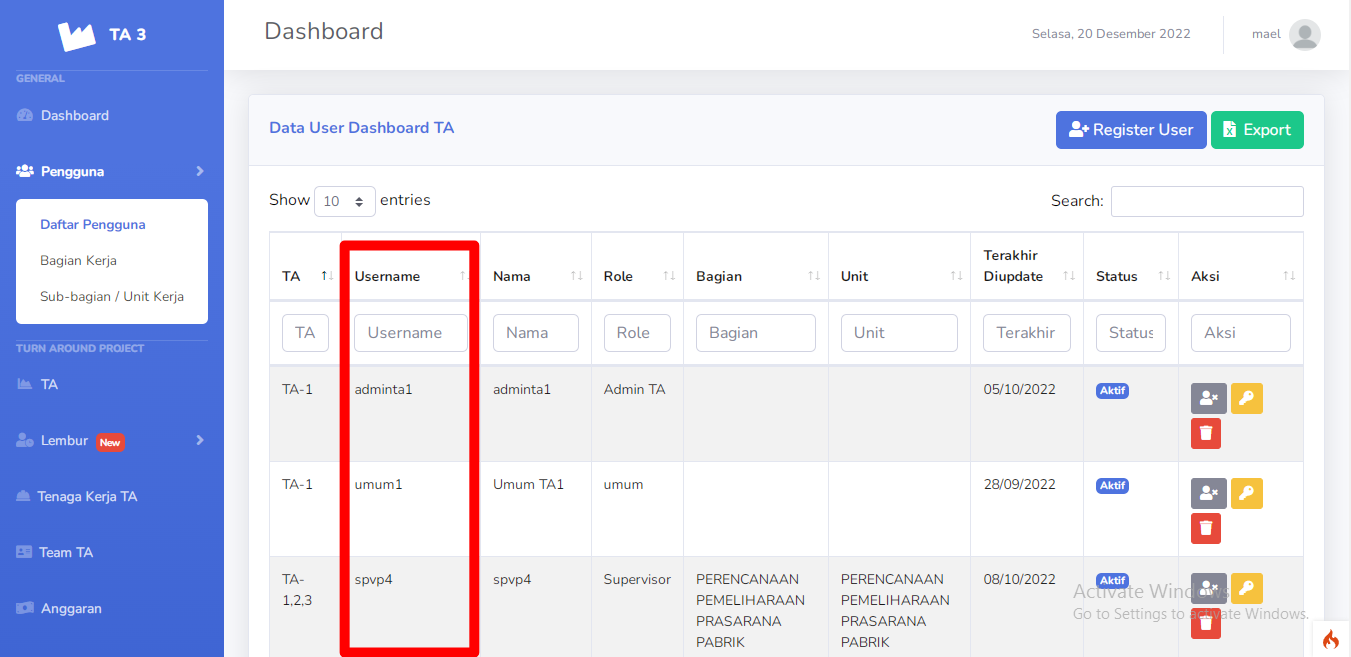 TA 3
GENERAL
Dashboard
Pengguna
Daftar Pengguna
Bagian Kerja
Sub-bagian / Unit Kerja
TURN AROUND PROJECT
TA
Lembur New
Tenaga Kerja TA
Team TA
Anggaran
Dashboard
Selasa, 20 Desember 2022
mael
Data User Dashboard TA
Register User
Export
Show 10 entries
Search:
TA Username Nama Role Bagian Unit Terakhir Diupdate Status Aksi
TA Username Nama Role Bagian Unit Terakhir Status Aksi
TA-1 adminta1 adminta1 Admin TA 05/10/2022 Aktif
TA-1 umum1 Umum TA1 umum 28/09/2022 Aktif
TA- spvp4 spvp4 Supervisor PERENCANAAN PERENCANAAN 08/10/2022 Aktif
1,2,3 PEMELIHARAAN PEMELIHARAAN
PRASARANA PRASARANA
PABRIK PABRIK
Activate Windows
Go to Settings to activate Windows.